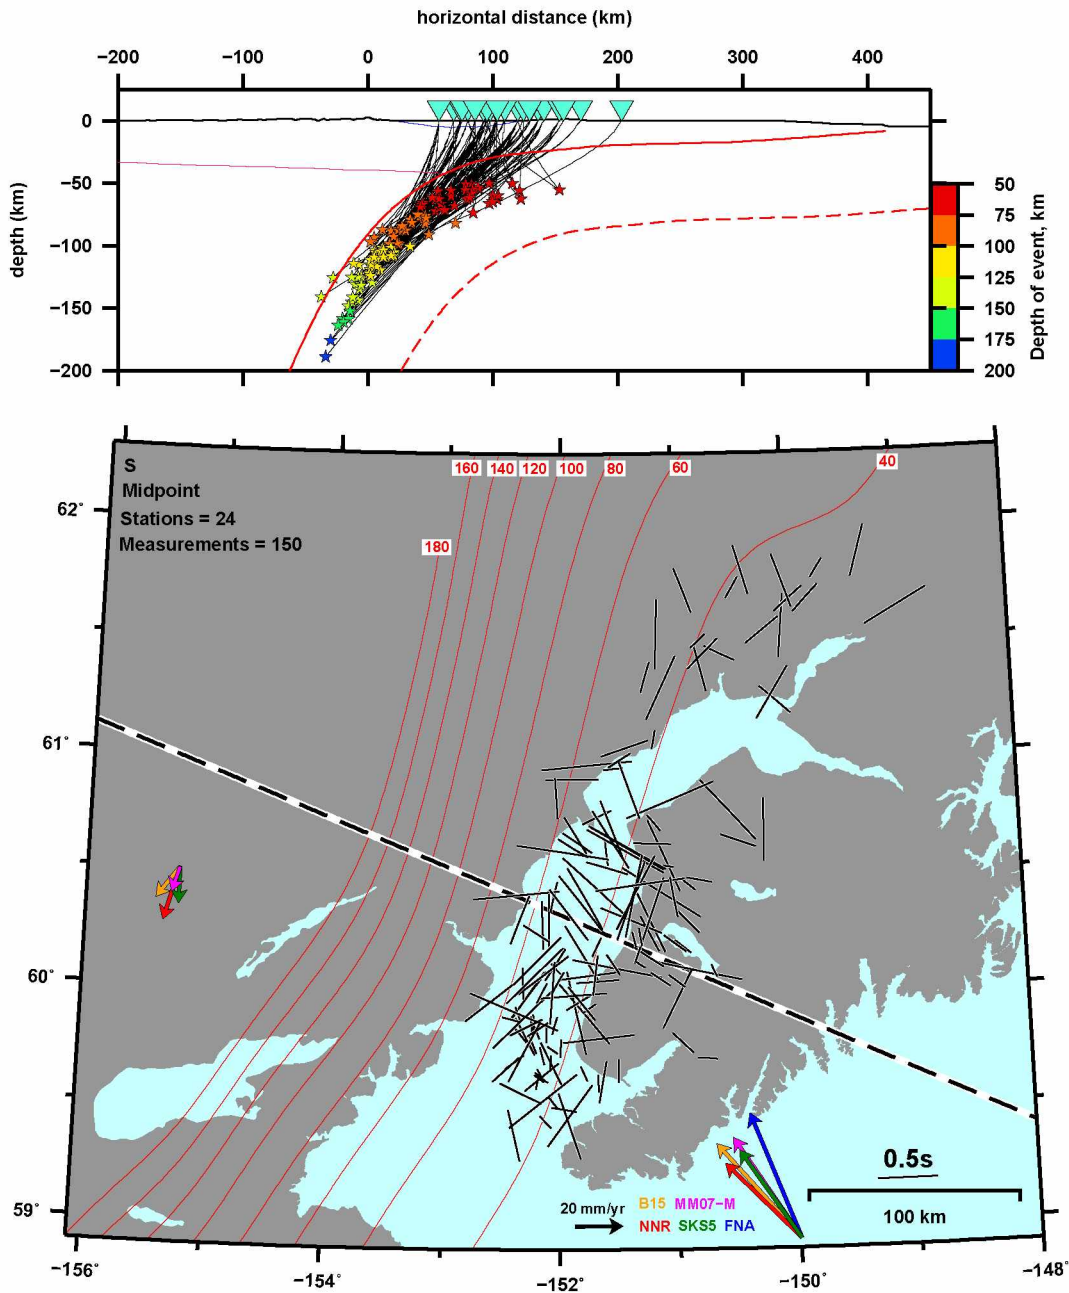 horizontal distance (km)
−200 −100 0 100 200 300 400
0
−50
−100
−150
−200
depth (km)
50
75
100
125
150
175
200
Depth of event, km
S
Midpoint
Stations = 24
Measurements = 150
160 140 120 100 80 60 40
180
62°
61°
60°
59°
0.5s
100 km
20 mm/yr
B15 MM07−M
NNR SKS5 FNA
−156° −154° −152° −150° −148°